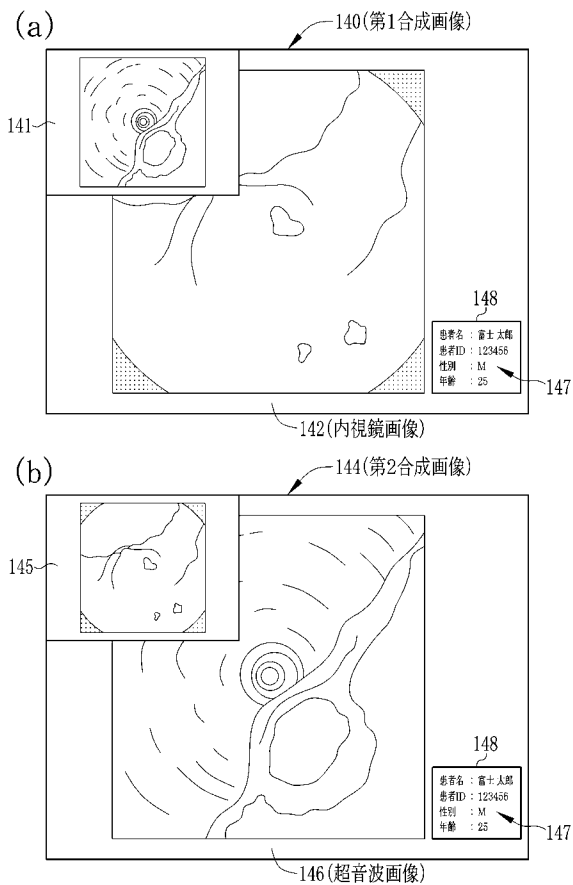 (a)
140(第1合成画像)
141
148
患者名 : 富士 太郎
患者ID : 123456
性別 : M
年齢 : 25
147
142(内視鏡画像)
(b)
144(第2合成画像)
145
148
患者名 : 富士 太郎
患者ID : 123456
性別 : M
年齢 : 25
147
146(超音波画像)